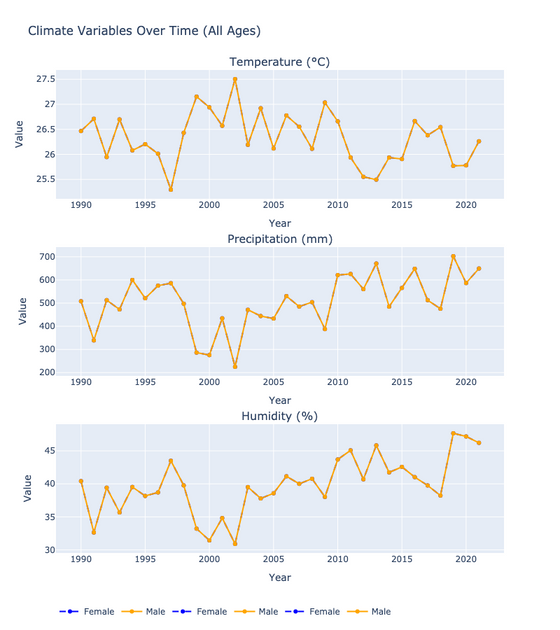 Climate Variables Over Time (All Ages)
Temperature (°C)
27.5
27
26.5
26
25.5
Value
1990 1995 2000 2005 2010 2015 2020
Year
Precipitation (mm)
700
600
500
400
300
200
Value
1990 1995 2000 2005 2010 2015 2020
Year
Humidity (%)
45
40
35
30
Value
1990 1995 2000 2005 2010 2015 2020
Year
Female Male Female Male Female Male